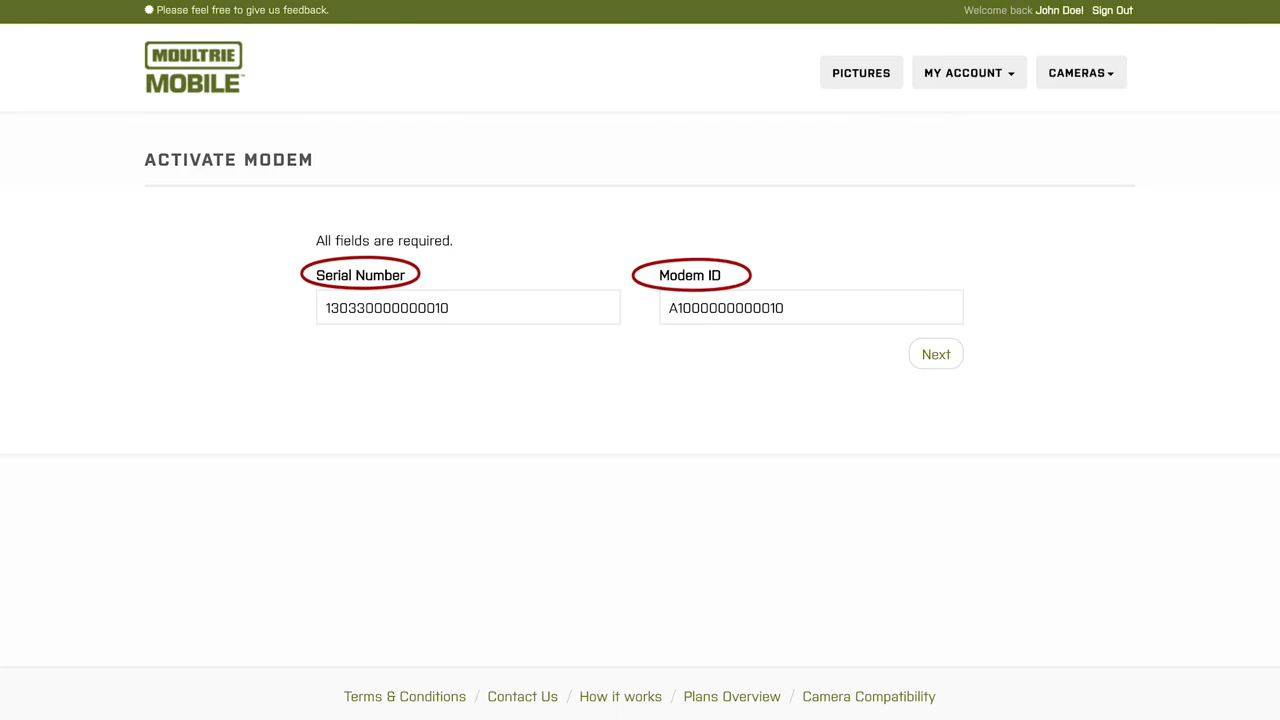 Please feel free to give us feedback.
Welcome back John Doe! Sign Out
MOULTRIE
MOBILE™
PICTURES
MY ACCOUNT
CAMERAS
ACTIVATE MODEM
All fields are required.
Serial Number
Modem ID
130330000000010
A1000000000010
Next
Terms & Conditions / Contact Us / How it works / Plans Overview / Camera Compatibility